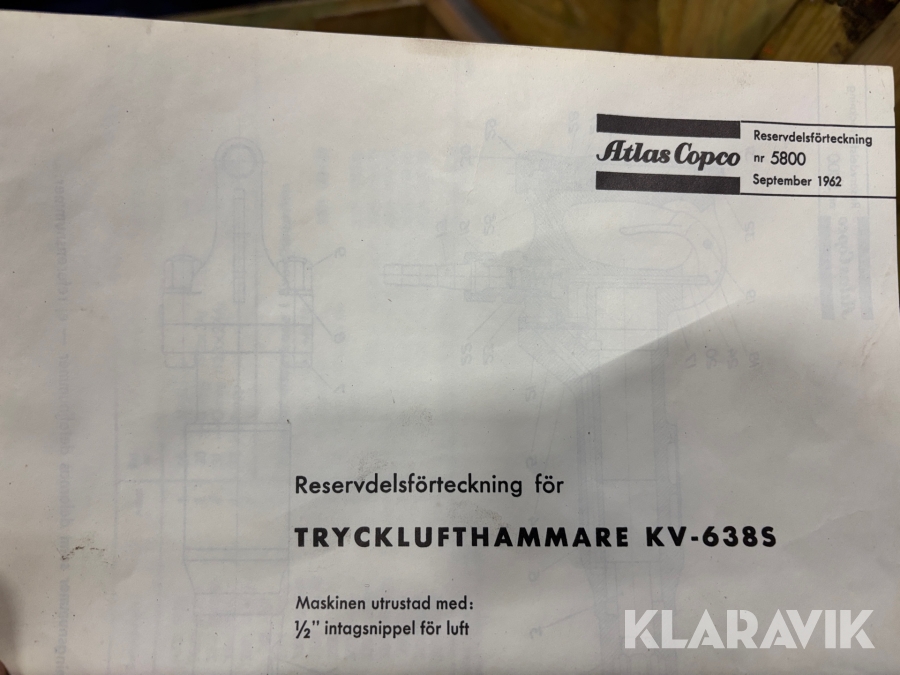 Atlas Copco
Reservdelsförteckning
nr 5800
September 1962
Reservdelsförteckning för
TRYCKLUFTHAMMARE KV-638S
Maskinen utrustad med:
½" intagsnippel för luft
KLARAVIK